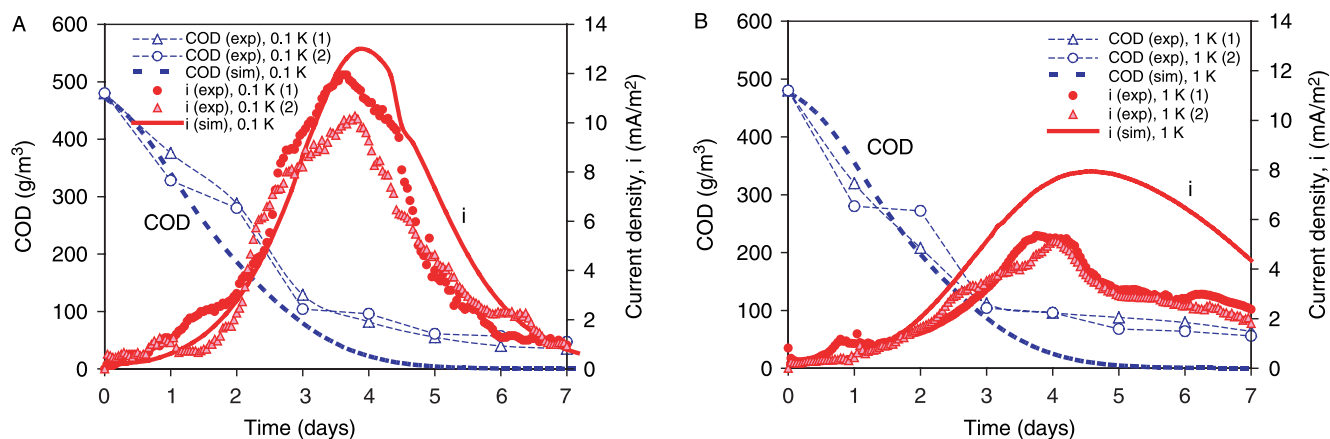 A
COD (g/m³)
600
500
400
300
200
100
0
COD (exp), 0.1 K (1)
COD (exp), 0.1 K (2)
COD (sim), 0.1 K
i (exp), 0.1 K (1)
i (exp), 0.1 K (2)
i (sim), 0.1 K
COD
i
14
12
10
8
6
4
2
0
Current density, i (mA/m²)
0 1 2 3 4 5 6 7
Time (days)
B
COD (g/m³)
600
500
400
300
200
100
0
COD (exp), 1 K (1)
COD (exp), 1 K (2)
COD (sim), 1 K
i (exp), 1 K (1)
i (exp), 1 K (2)
i (sim), 1 K
COD
i
14
12
10
8
6
4
2
0
Current density, i (mA/m²)
0 1 2 3 4 5 6 7
Time (days)